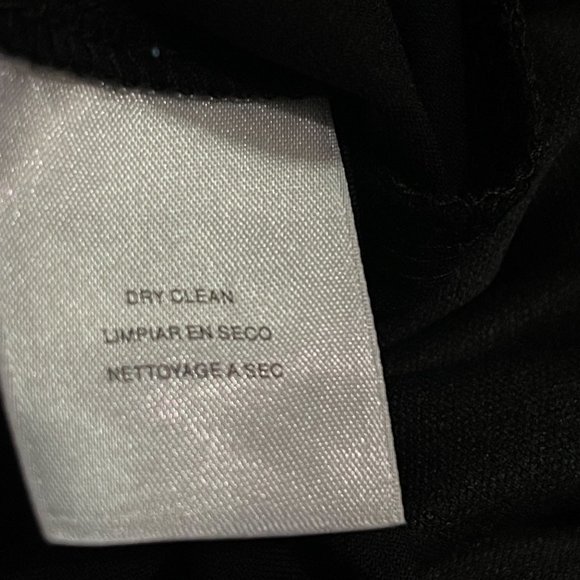 DRY CLEAN
LIMPIAR EN SECO
NETTOYAGE A SEC